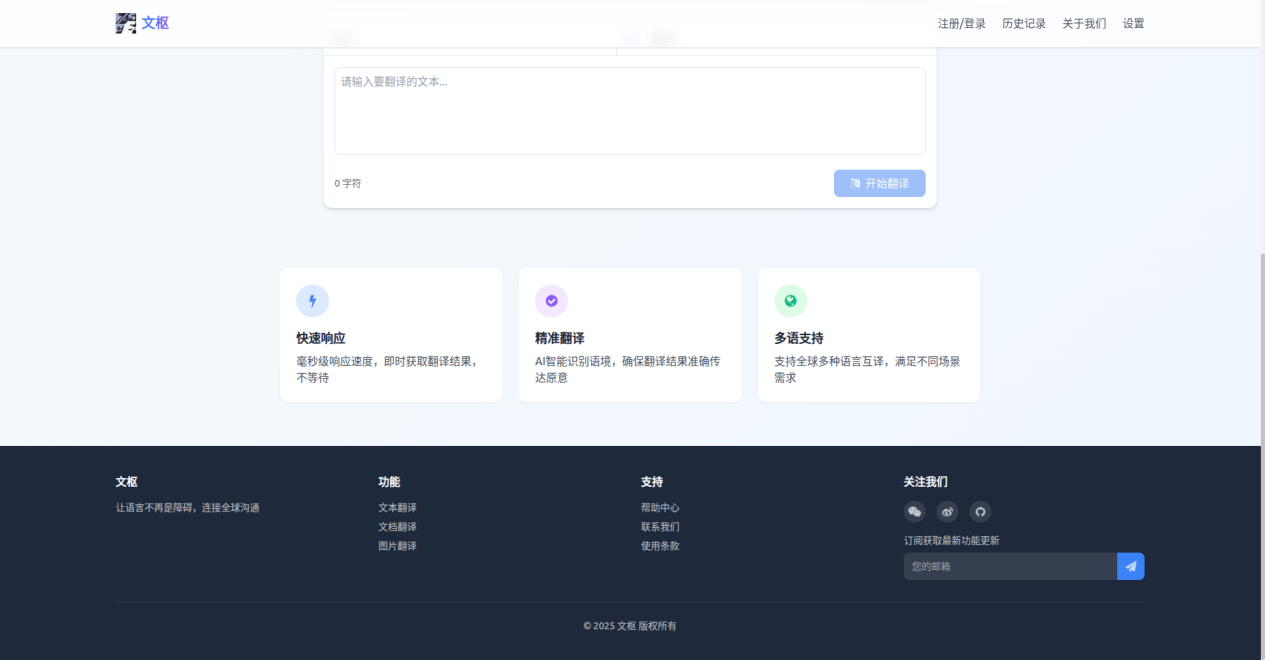 文枢
注册/登录 历史记录 关于我们 设置
请输入要翻译的文本...
0 字符
开始翻译
快速响应
毫秒级响应速度，即时获取翻译结果，
不等待
精准翻译
AI智能识别语境，确保翻译结果准确传
达原意
多语支持
支持全球多种语言互译，满足不同场景
需求
文枢
让语言不再是障碍，连接全球沟通
功能
文本翻译
文档翻译
图片翻译
支持
帮助中心
联系我们
使用条款
关注我们
订阅获取最新功能更新
您的邮箱
© 2025 文枢 版权所有